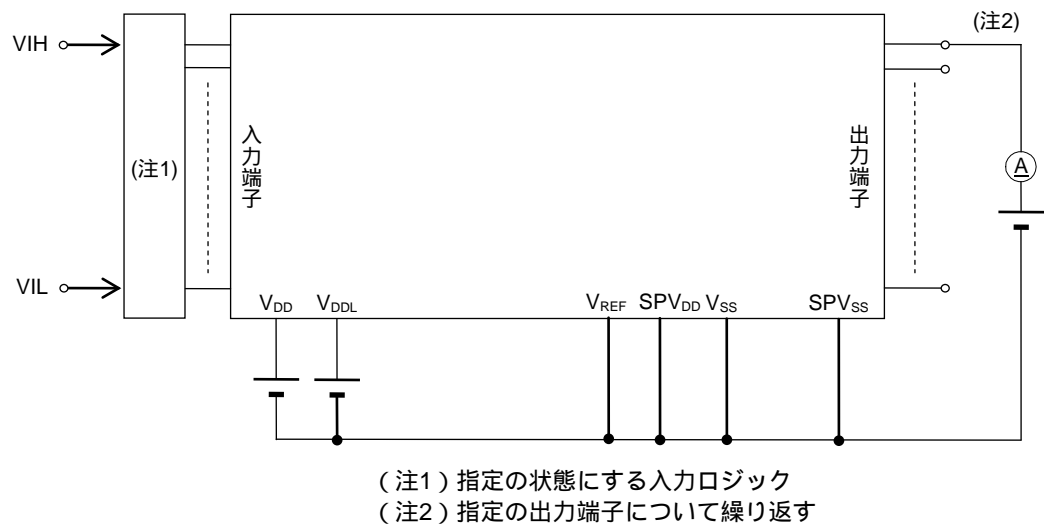 (注2)
VIH
(注1)
入力端子
出力端子
A
VIL
VDD VDDL VREF SPVDD VSS SPVSS
(注1)指定の状態にする入力ロジック
(注2)指定の出力端子について繰り返す